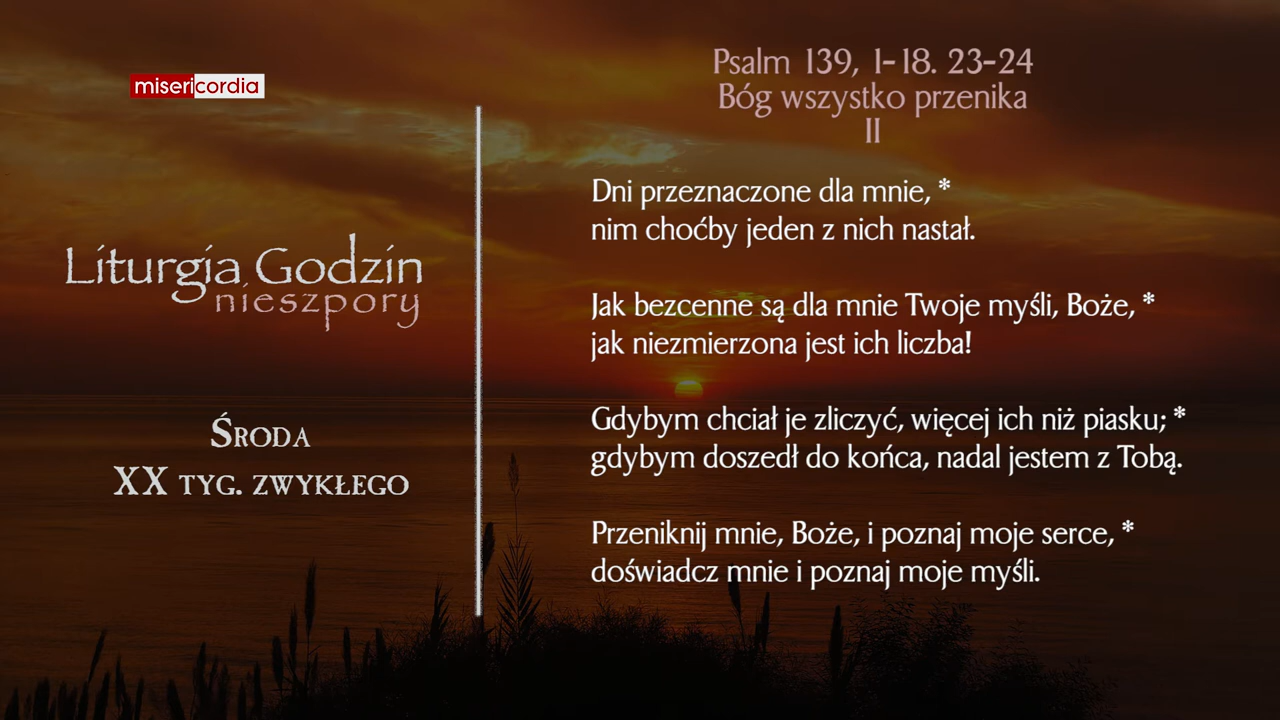 misericordia
Liturgia Godzin
nieszpory
Środa
XX tyg. zwykłego
Psalm 139, 1-18. 23-24
Bóg wszystko przenika
II
Dni przeznaczone dla mnie, *
nim choćby jeden z nich nastał.
Jak bezcenne są dla mnie Twoje myśli, Boże, *
jak niezmierzona jest ich liczba!
Gdybym chciał je zliczyć, więcej ich niż piasku; *
gdybym doszedł do końca, nadal jestem z Tobą.
Przeniknij mnie, Boże, i poznaj moje serce, *
doświadcz mnie i poznaj moje myśli.